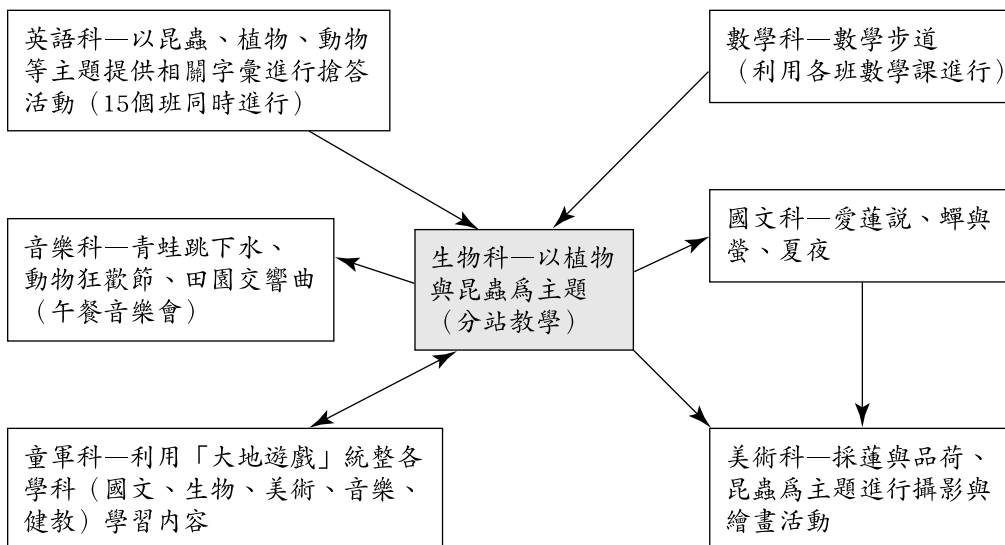 英語科—以昆蟲、植物、動物
等主題提供相關字彙進行搶答
活動（15個班同時進行）
數學科—數學步道
（利用各班數學課進行）
音樂科—青蛙跳下水、
動物狂歡節、田園交響曲
（午餐音樂會）
生物科—以植物
與昆蟲爲主題
（分站教學）
國文科—愛蓮說、蟬與
螢、夏夜
童軍科—利用「大地遊戲」統整各
學科（國文、生物、美術、音樂、
健教）學習內容
美術科—採蓮與品荷、
昆蟲爲主題進行攝影與
繪畫活動